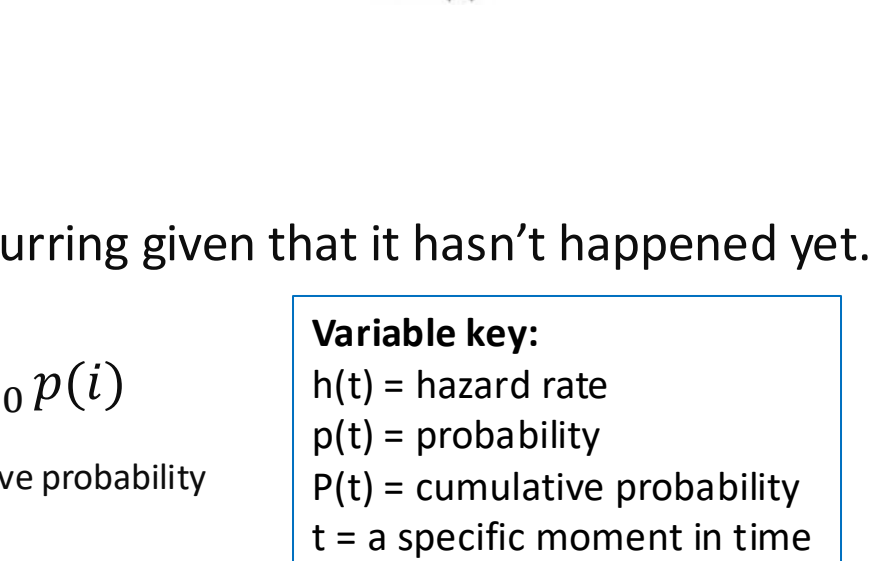 urring given that it hasn’t happened yet.
Variable key:
h(t) = hazard rate
₀ p(i)
p(t) = probability
ve probability
P(t) = cumulative probability
t = a specific moment in time